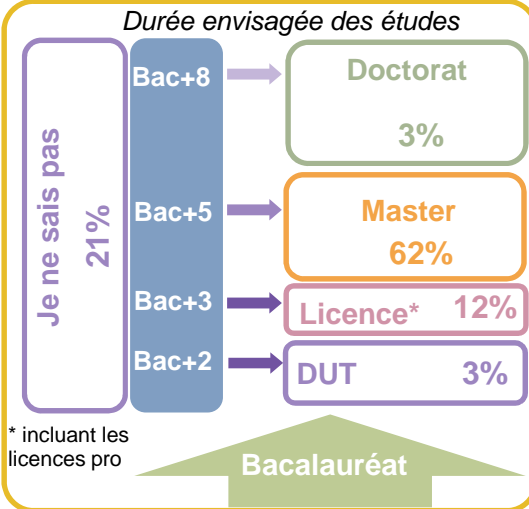 Durée envisagée des études
Je ne sais pas
21%
Bac+8
Doctorat
3%
Bac+5
Master
62%
Bac+3
Licence* 12%
Bac+2
DUT 3%
* incluant les
licences pro
Bacalauréat